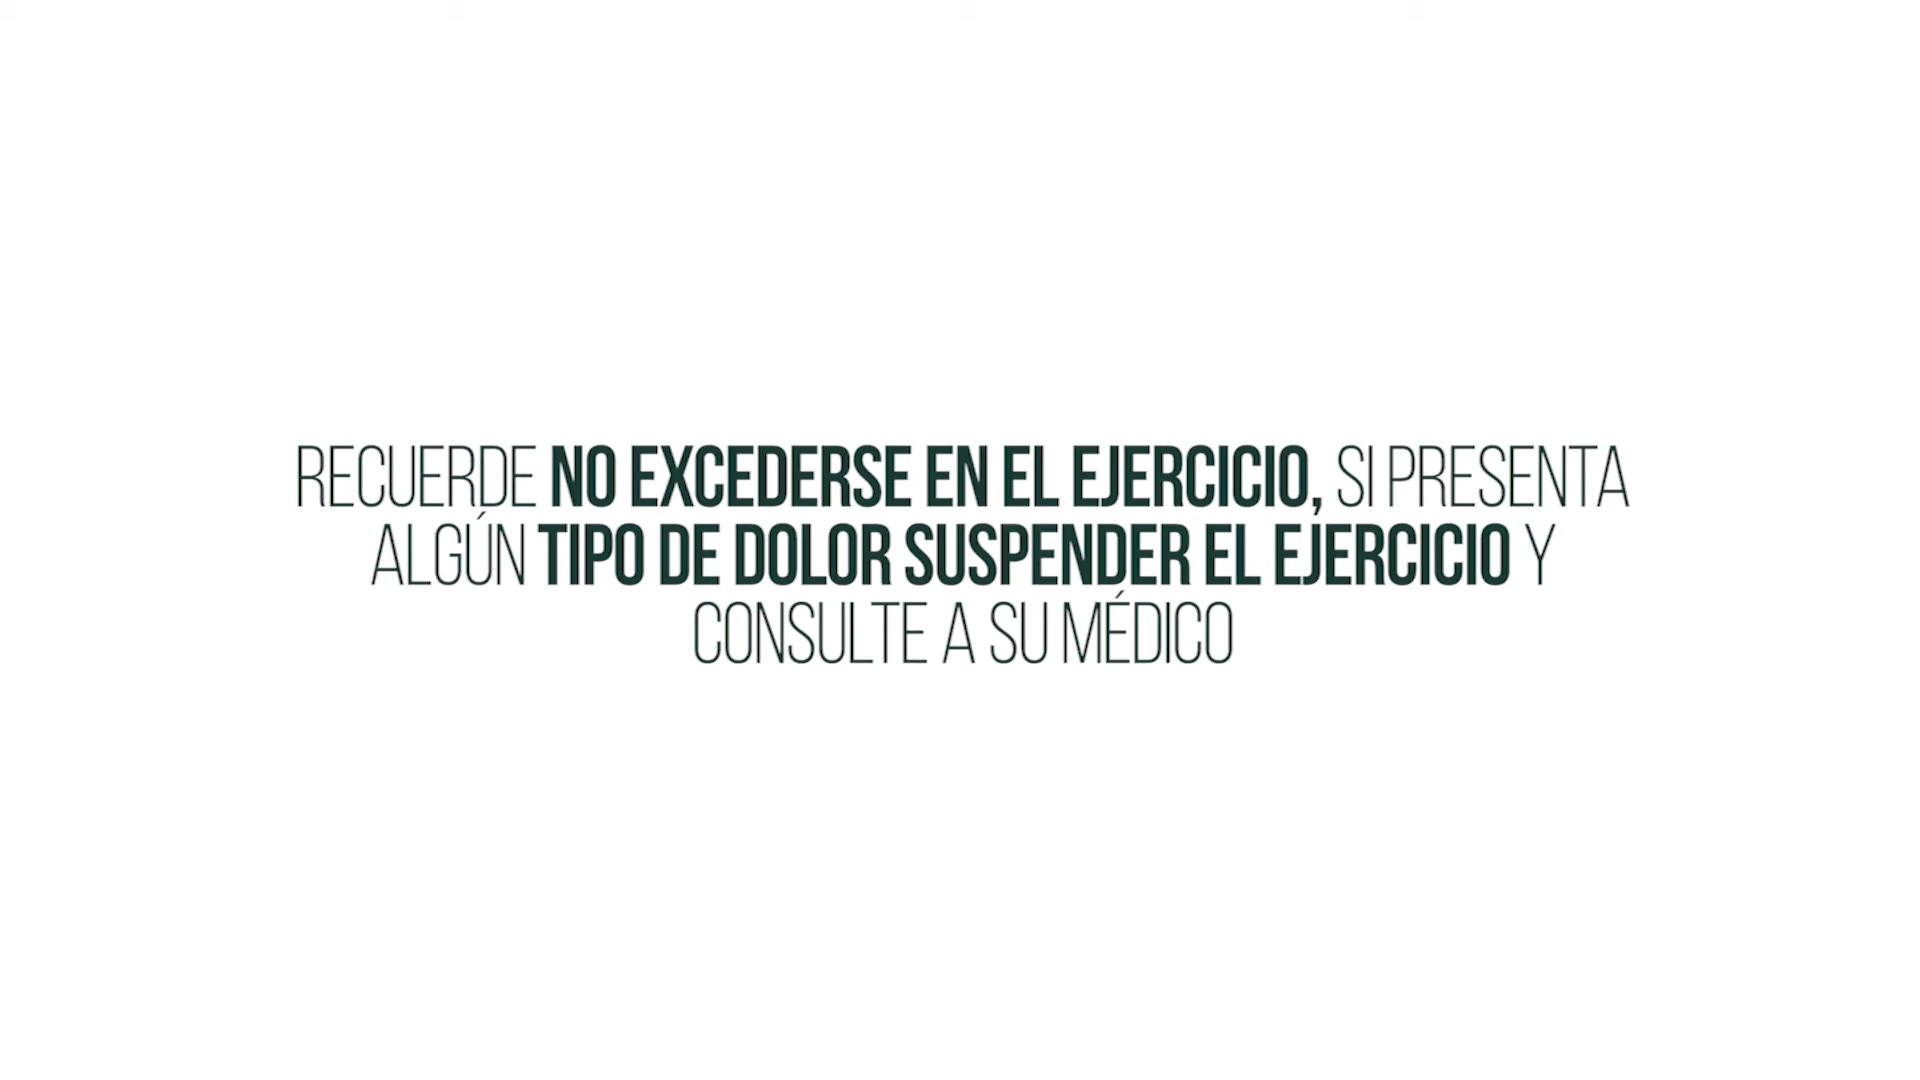 RECUERDE NO EXCEDERSE EN EL EJERCICIO, SI PRESENTA
ALGÚN TIPO DE DOLOR SUSPENDER EL EJERCICIO Y
CONSULTE A SU MÉDICO